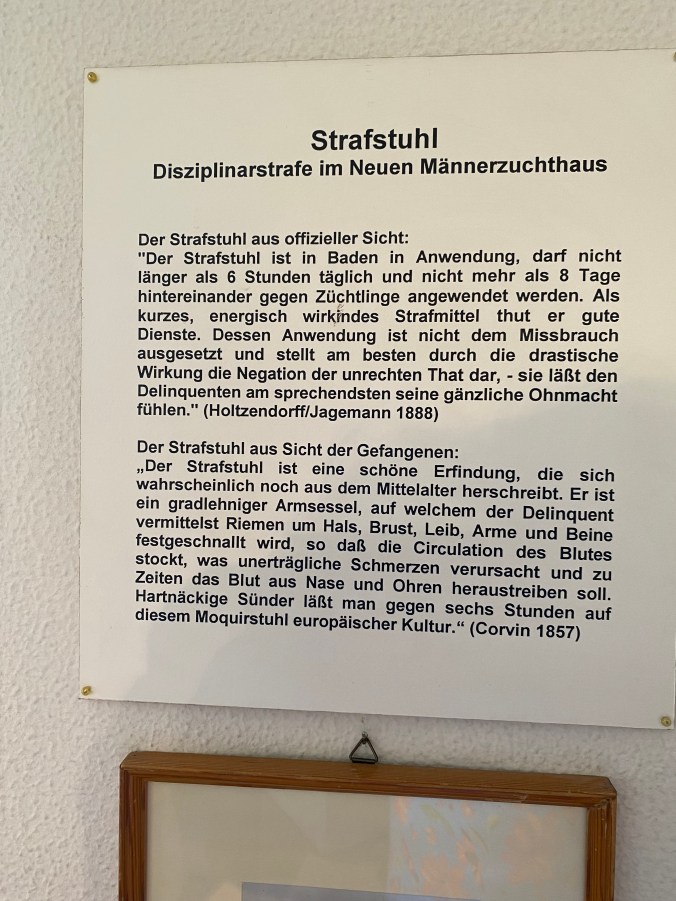 Strafstuhl
Disziplinarstrafe im Neuen Männerzuchthaus
Der Strafstuhl aus offizieller Sicht:
"Der Strafstuhl ist in Baden in Anwendung, darf nicht
länger als 6 Stunden täglich und nicht mehr als 8 Tage
hintereinander gegen Züchtlinge angewendet werden. Als
kurzes, energisch wirkindes Strafmittel thut er gute
Dienste. Dessen Anwendung ist nicht dem Missbrauch
ausgesetzt und stellt am besten durch die drastische
Wirkung die Negation der unrechten That dar, - sie läßt den
Delinquenten am sprechendsten seine gänzliche Ohnmacht
fühlen." (Holtzendorff/Jagemann 1888)
Der Strafstuhl aus Sicht der Gefangenen:
„Der Strafstuhl ist eine schöne Erfindung, die sich
wahrscheinlich noch aus dem Mittelalter herschreibt. Er ist
ein gradlehniger Armsessel, auf welchem der Delinquent
vermittelst Riemen um Hals, Brust, Leib, Arme und Beine
festgeschnallt wird, so daß die Circulation des Blutes
stockt, was unerträgliche Schmerzen verursacht und zu
Zeiten das Blut aus Nase und Ohren heraustreiben soll.
Hartnäckige Sünder läßt man gegen sechs Stunden auf
diesem Moquirstuhl europäischer Kultur.“ (Corvin 1857)